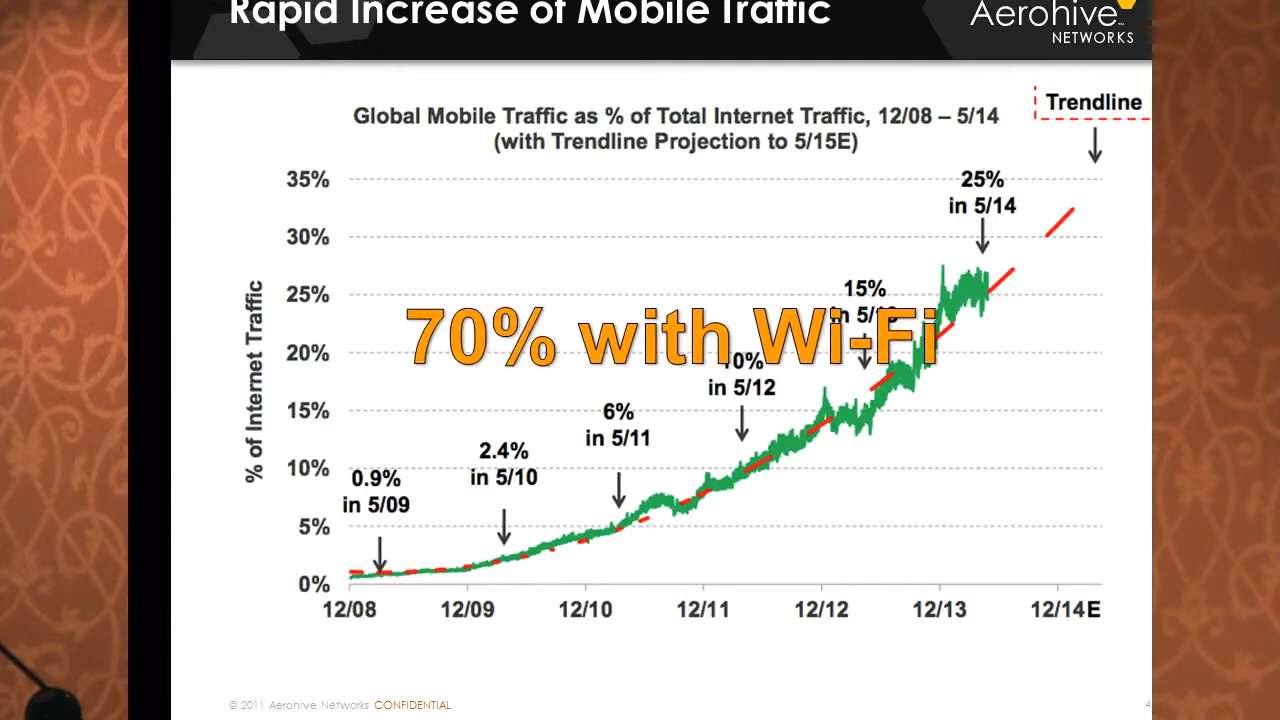 Rapid Increase of Mobile Traffic
Aerohive
NETWORKS
Trendline
Global Mobile Traffic as % of Total Internet Traffic, 12/08 – 5/14
(with Trendline Projection to 5/15E)
35%
30%
25%
20%
15%
10%
5%
0%
% of Internet Traffic
25%
in 5/14
15%
in
70% with Wi-Fi
10%
in 5/12
6%
in 5/11
2.4%
in 5/10
0.9%
in 5/09
12/08 12/09 12/10 12/11 12/12 12/13 12/14E
© 2011 Aerohive Networks CONFIDENTIAL
4